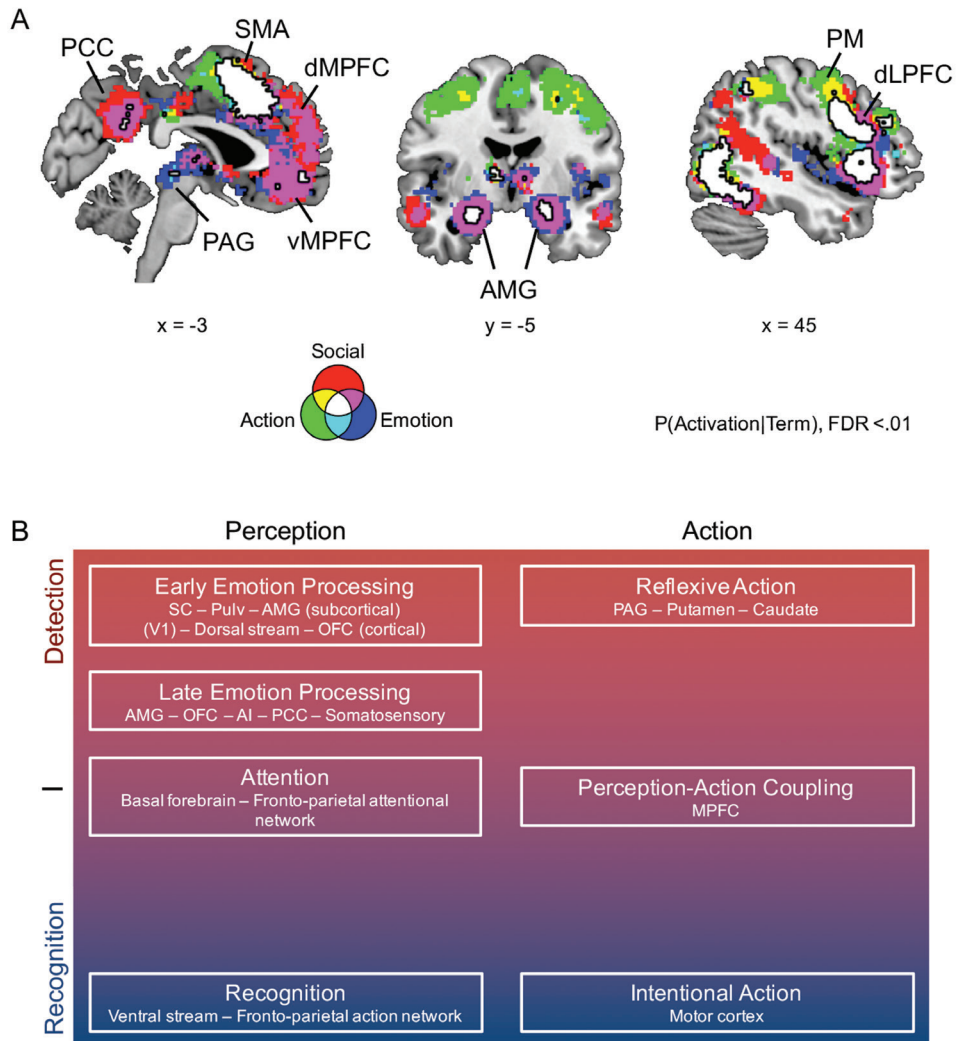 A
PCC
SMA
dMPFC
PAG
vMPFC
AMG
PM
dLPFC
x = -3
y = -5
x = 45
Social
Action
Emotion
P(Activation|Term), FDR <.01
B
Perception
Action
Detection
Early Emotion Processing
SC – Pulv – AMG (subcortical)
(V1) – Dorsal stream – OFC (cortical)
Reflexive Action
PAG – Putamen – Caudate
Late Emotion Processing
AMG – OFC – AI – PCC – Somatosensory
I
Attention
Basal forebrain – Fronto-parietal attentional
network
Perception-Action Coupling
MPFC
Recognition
Recognition
Ventral stream – Fronto-parietal action network
Intentional Action
Motor cortex